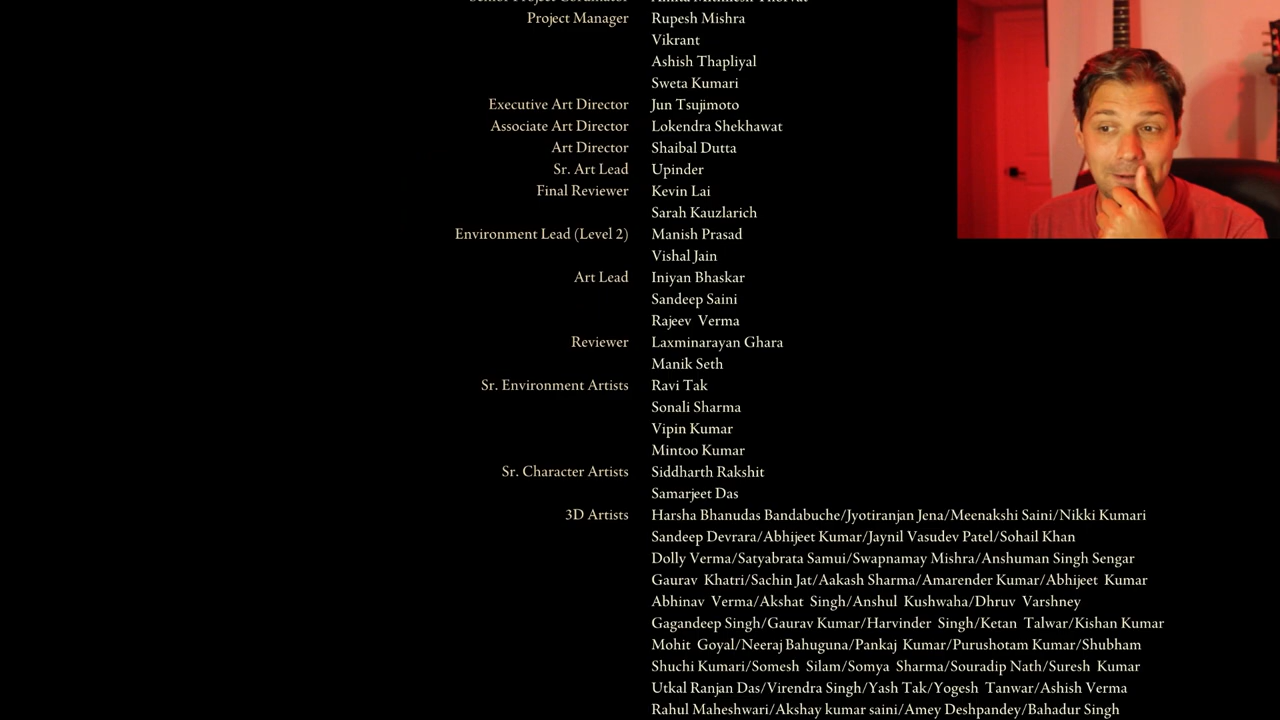 Project Manager Rupesh Mishra
Vikrant
Ashish Thapliyal
Sweta Kumari
Executive Art Director Jun Tsujimoto
Associate Art Director Lokendra Shekhawat
Art Director Shaibal Dutta
Sr. Art Lead Upinder
Final Reviewer Kevin Lai
Sarah Kauzlarich
Environment Lead (Level 2) Manish Prasad
Vishal Jain
Art Lead Iniyan Bhaskar
Sandeep Saini
Rajeev Verma
Reviewer Laxminarayan Ghara
Manik Seth
Sr. Environment Artists Ravi Tak
Sonali Sharma
Vipin Kumar
Mintoo Kumar
Sr. Character Artists Siddharth Rakshit
Samarjeet Das
3D Artists Harsha Bhanudas Bandabuche/Jyotiranjan Jena/Meenakshi Saini/Nikki Kumari
Sandeep Devrara/Abhijeet Kumar/Jaynil Vasudev Patel/Sohail Khan
Dolly Verma/Satyabrata Samui/Swapnamay Mishra/Anshuman Singh Sengar
Gaurav Khatri/Sachin Jat/Aakash Sharma/Amarender Kumar/Abhijeet Kumar
Abhinav Verma/Akshat Singh/Anshul Kushwaha/Dhruv Varshney
Gagandeep Singh/Gaurav Kumar/Harvinder Singh/Ketan Talwar/Kishan Kumar
Mohit Goyal/Neeraj Bahuguna/Pankaj Kumar/Purushotam Kumar/Shubham
Shuchi Kumari/Somesh Silam/Somya Sharma/Souradip Nath/Suresh Kumar
Utkal Ranjan Das/Virendra Singh/Yash Tak/Yogesh Tanwar/Ashish Verma
Rahul Maheshwari/Akshay kumar saini/Amey Deshpandey/Bahadur Singh